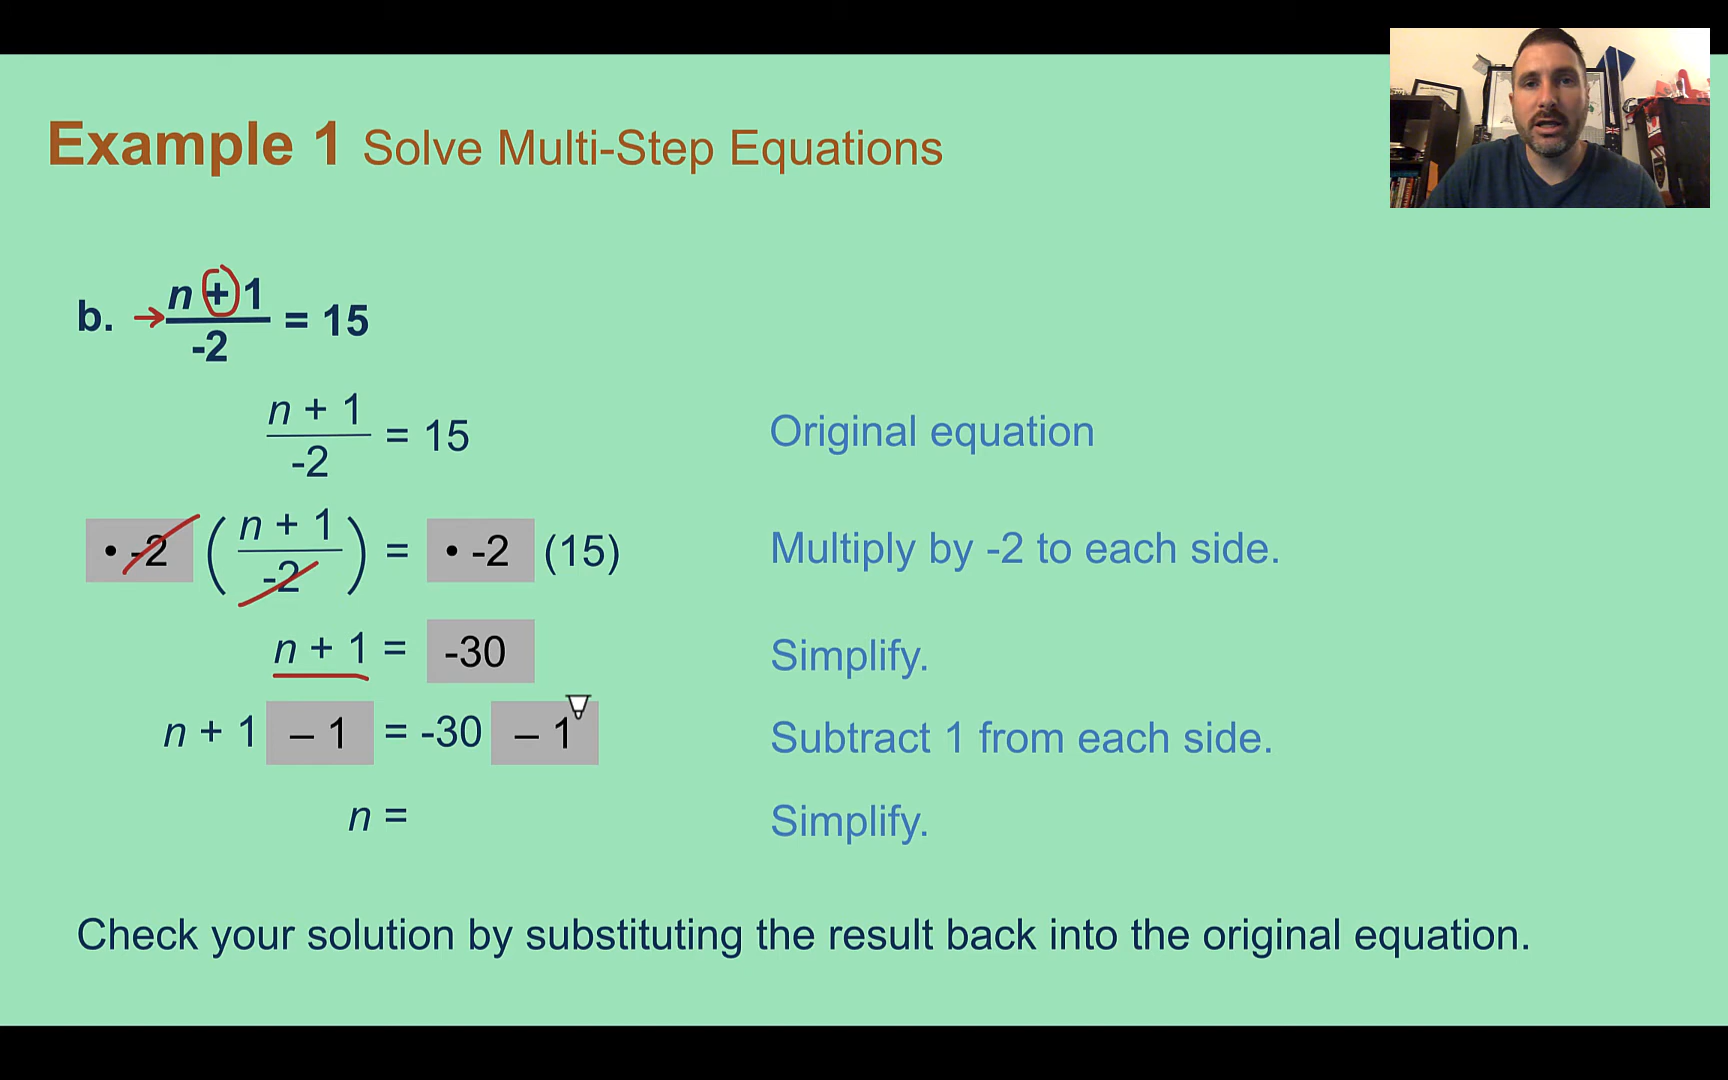 Example 1 Solve Multi-Step Equations
b. → n + 1 / -2 = 15
n + 1 / -2 = 15 Original equation
• -2 ( n + 1 / -2 ) = • -2 (15) Multiply by -2 to each side.
n + 1 = -30 Simplify.
n + 1 – 1 = -30 – 1 Subtract 1 from each side.
n = Simplify.
Check your solution by substituting the result back into the original equation.